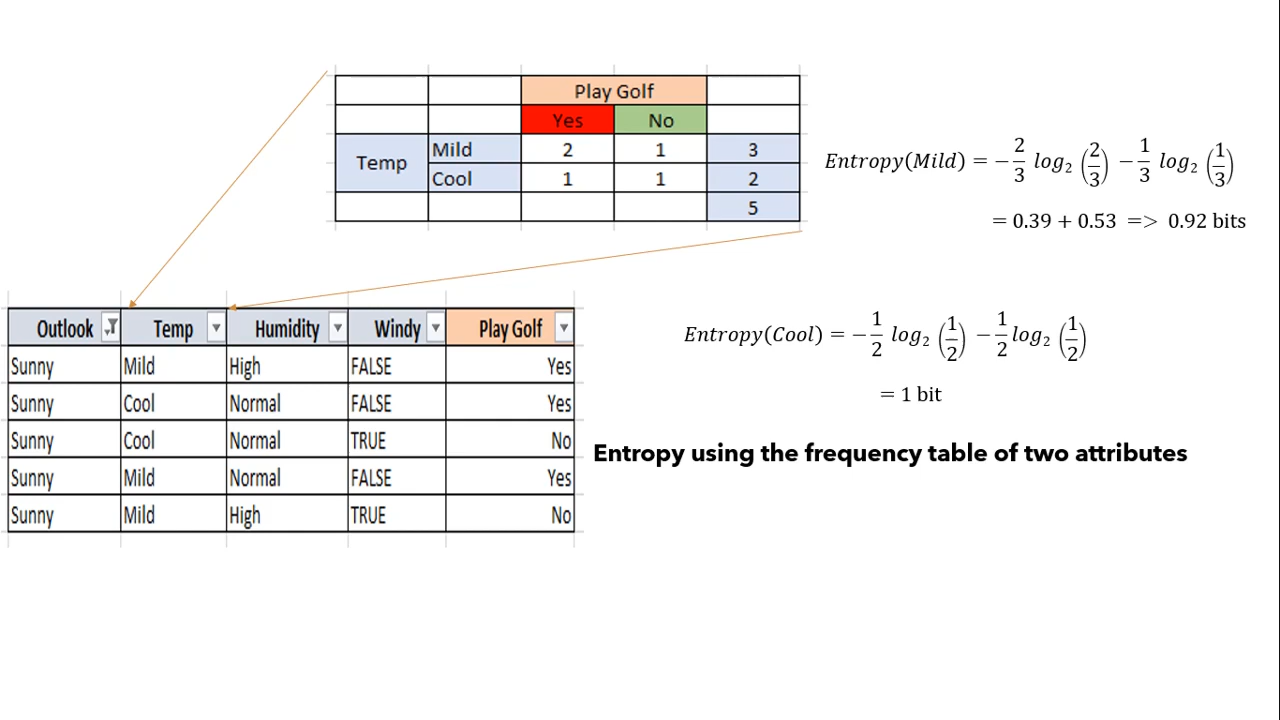 Play Golf
Yes No
Temp Mild 2 1 3
Cool 1 1 2
5
Entropy(Mild) = −2/3 log₂ (2/3) − 1/3 log₂ (1/3)
= 0.39 + 0.53 => 0.92 bits
Outlook Temp Humidity Windy Play Golf
Sunny Mild High FALSE Yes
Sunny Cool Normal FALSE Yes
Sunny Cool Normal TRUE No
Sunny Mild Normal FALSE Yes
Sunny Mild High TRUE No
Entropy(Cool) = −1/2 log₂ (1/2) − 1/2 log₂ (1/2)
= 1 bit
Entropy using the frequency table of two attributes